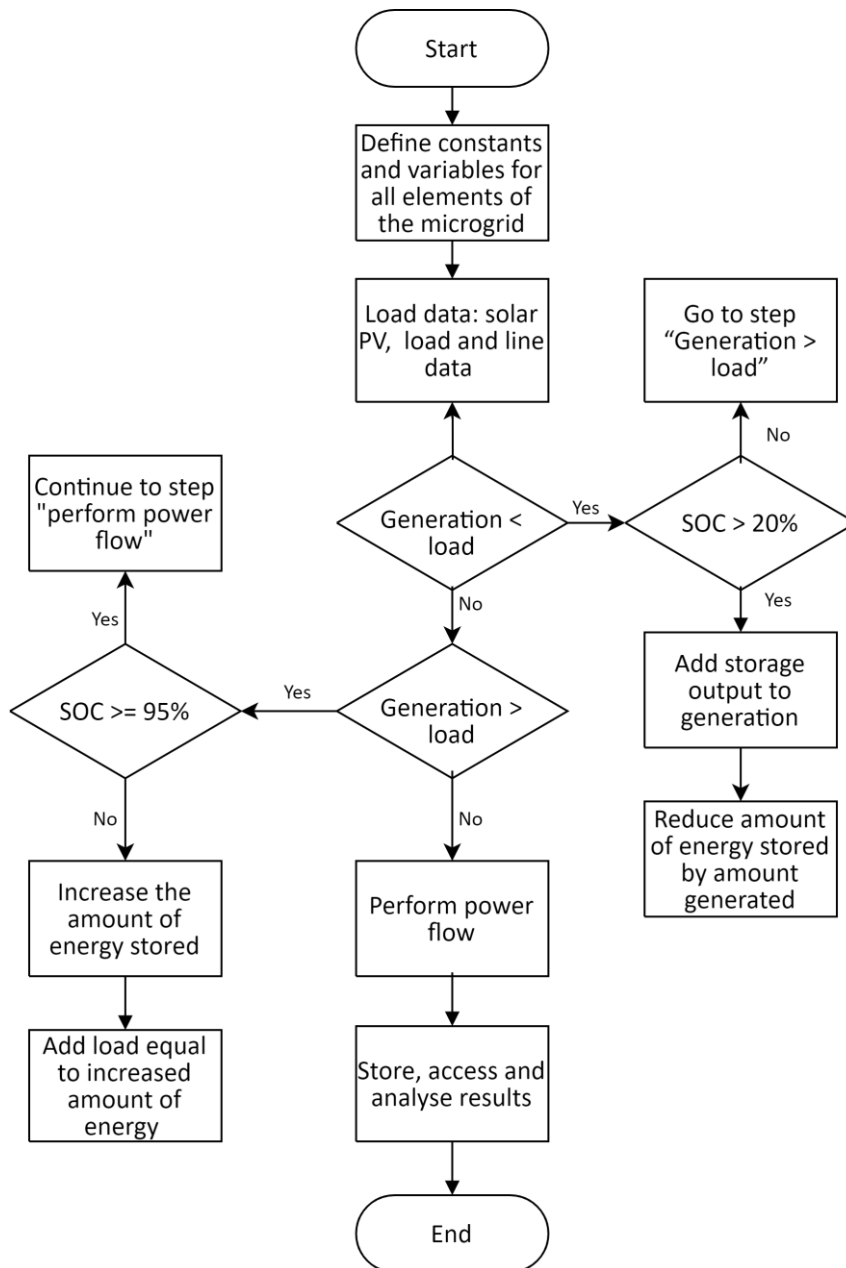 Start
Define constants
and variables for
all elements of
the microgrid
Load data: solar
PV, load and line
data
Go to step
“Generation >
load”
No
Continue to step
"perform power
flow"
Generation <
load
Yes
SOC > 20%
Yes
No
Yes
SOC >= 95%
Yes
Generation >
load
Add storage
output to
generation
No
No
Reduce amount
of energy stored
by amount
generated
Increase the
amount of
energy stored
Perform power
flow
Add load equal
to increased
amount of
energy
Store, access and
analyse results
End